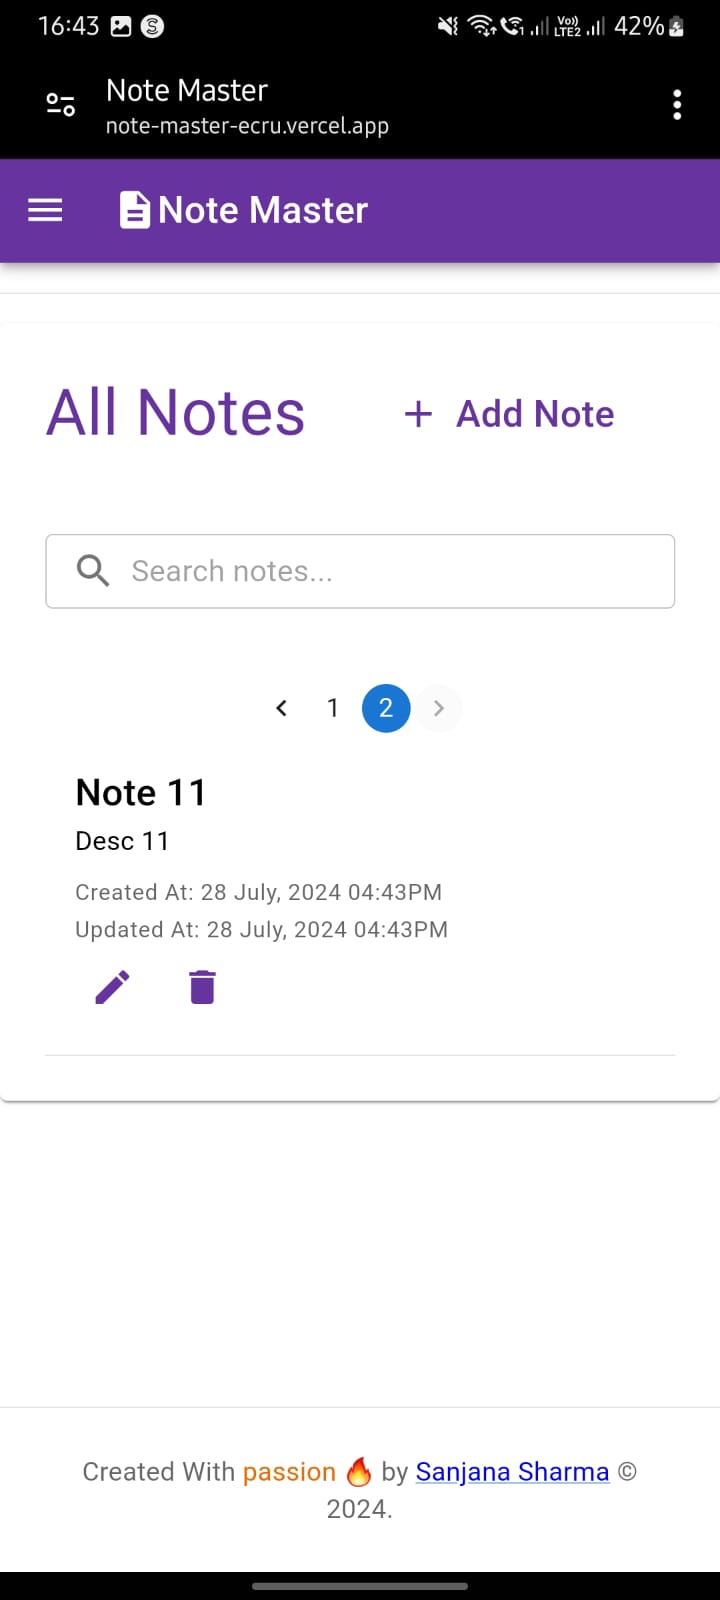 16:43
Vo))
LTE2
42%
Note Master
note-master-ecru.vercel.app
Note Master
All Notes
+ Add Note
Search notes...
1 2
Note 11
Desc 11
Created At: 28 July, 2024 04:43PM
Updated At: 28 July, 2024 04:43PM
Created With passion 🔥 by Sanjana Sharma ©
2024.